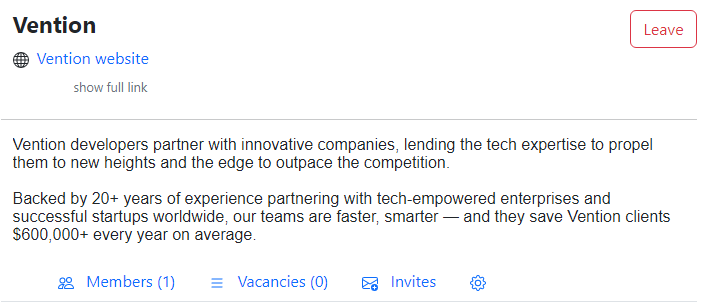 Vention
Leave
Vention website
show full link
Vention developers partner with innovative companies, lending the tech expertise to propel
them to new heights and the edge to outpace the competition.
Backed by 20+ years of experience partnering with tech-empowered enterprises and
successful startups worldwide, our teams are faster, smarter — and they save Vention clients
$600,000+ every year on average.
Members (1) Vacancies (0) Invites